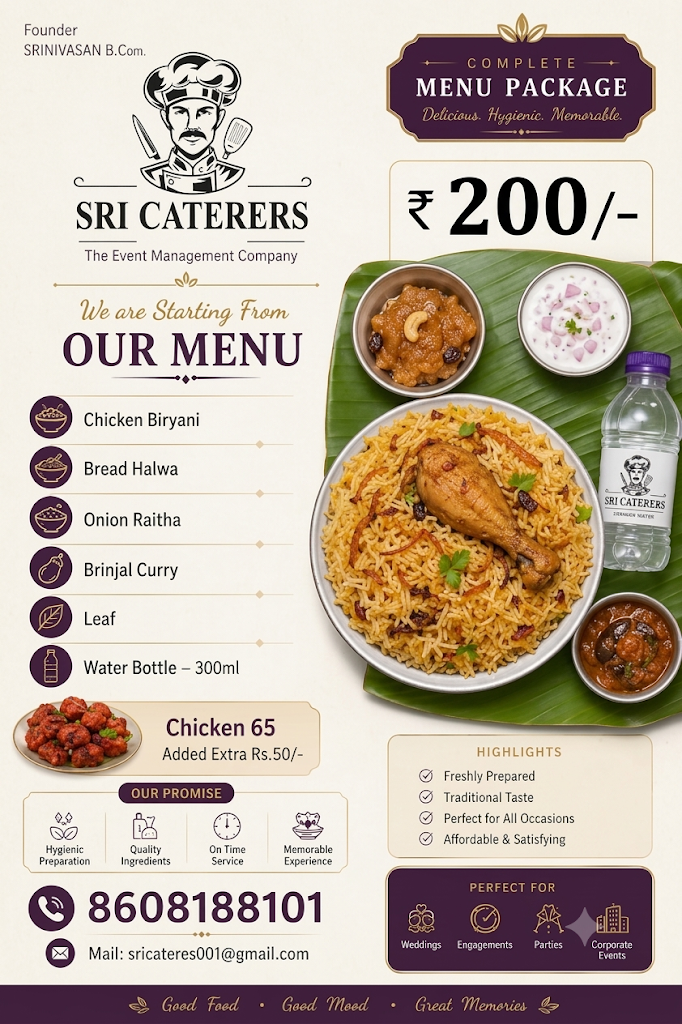 Founder
SRINIVASAN B.Com.
SRI CATERERS
The Event Management Company
We are Starting From
OUR MENU
Chicken Biryani
Bread Halwa
Onion Raitha
Brinjal Curry
Leaf
Water Bottle – 300ml
Chicken 65
Added Extra Rs.50/-
OUR PROMISE
Hygienic Preparation
Quality Ingredients
On Time Service
Memorable Experience
8608188101
Mail: sricateres001@gmail.com
COMPLETE
MENU PACKAGE
Delicious. Hygienic. Memorable.
₹ 200/-
SRI CATERERS
HIGHLIGHTS
Freshly Prepared
Traditional Taste
Perfect for All Occasions
Affordable & Satisfying
PERFECT FOR
Weddings
Engagements
Parties
Corporate Events
Good Food • Good Mood • Great Memories